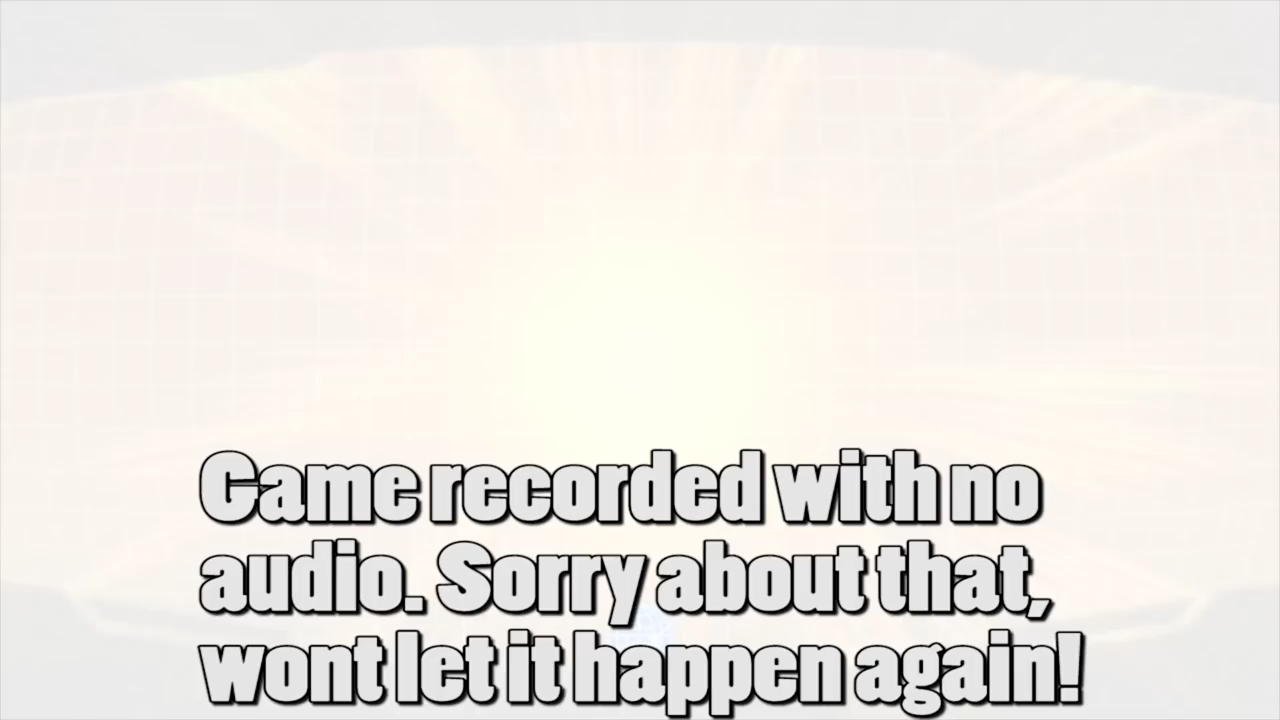 Game recorded with no
audio. Sorry about that,
wont let it happen again!